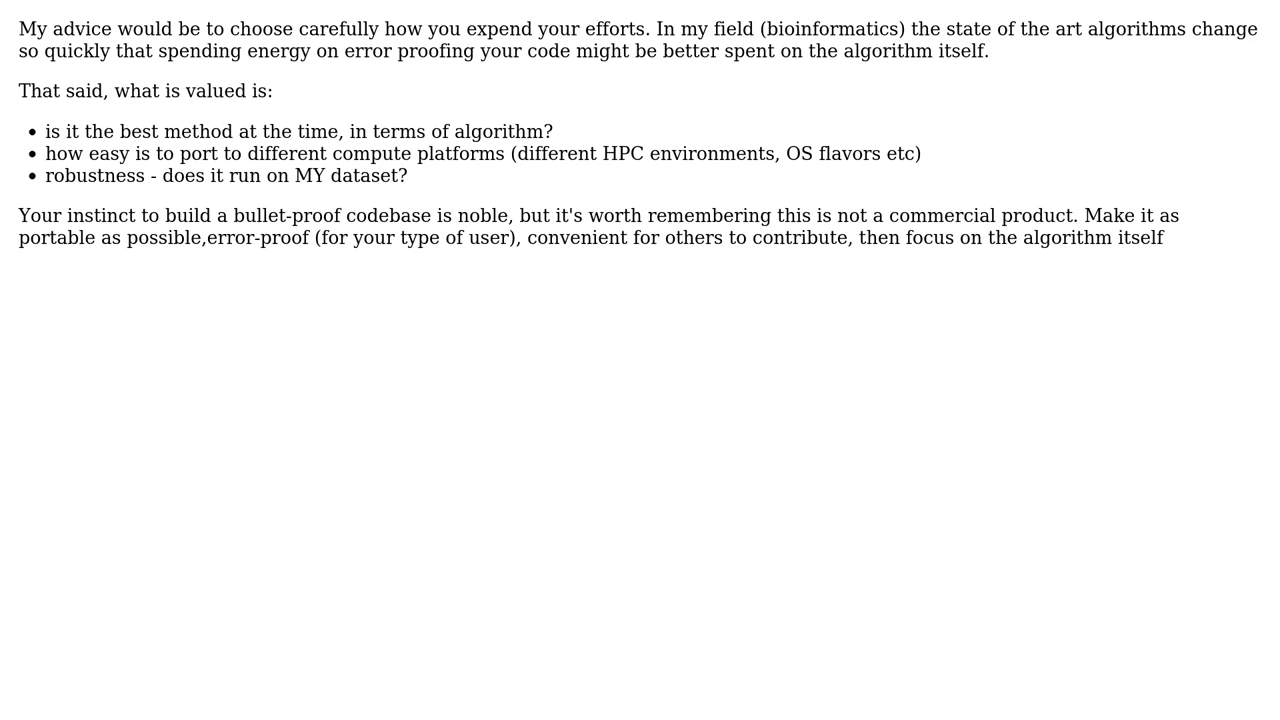 My advice would be to choose carefully how you expend your efforts. In my field (bioinformatics) the state of the art algorithms change
so quickly that spending energy on error proofing your code might be better spent on the algorithm itself.
That said, what is valued is:
• is it the best method at the time, in terms of algorithm?
• how easy is to port to different compute platforms (different HPC environments, OS flavors etc)
• robustness - does it run on MY dataset?
Your instinct to build a bullet-proof codebase is noble, but it's worth remembering this is not a commercial product. Make it as
portable as possible,error-proof (for your type of user), convenient for others to contribute, then focus on the algorithm itself